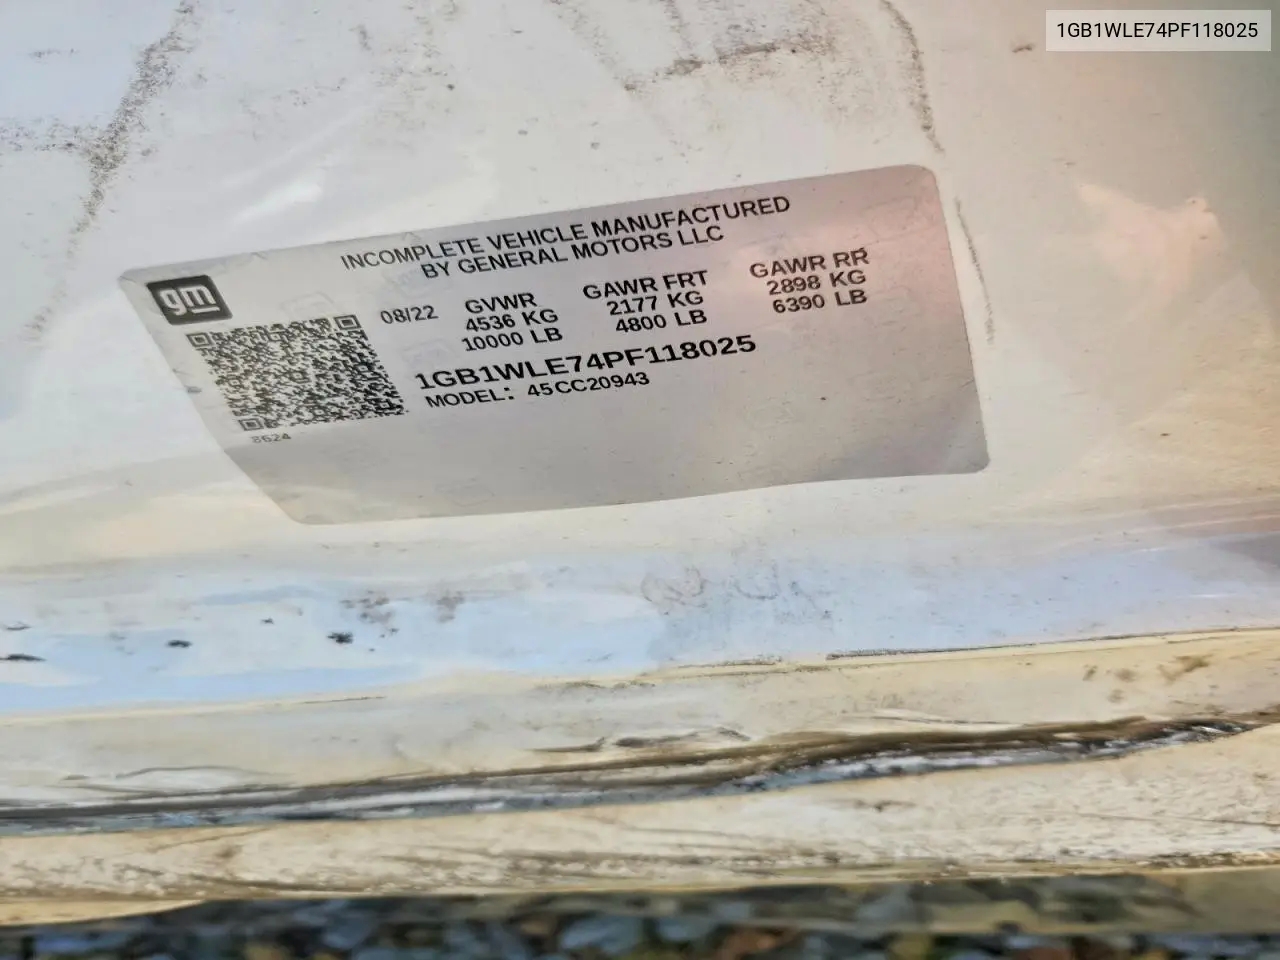 1GB1WLE74PF118025
INCOMPLETE VEHICLE MANUFACTURED
BY GENERAL MOTORS LLC
gm
08/22
GVWR
4536 KG
10000 LB
GAWR FRT
2177 KG
4800 LB
GAWR RR
2898 KG
6390 LB
1GB1WLE74PF118025
MODEL: 45CC20943
8624